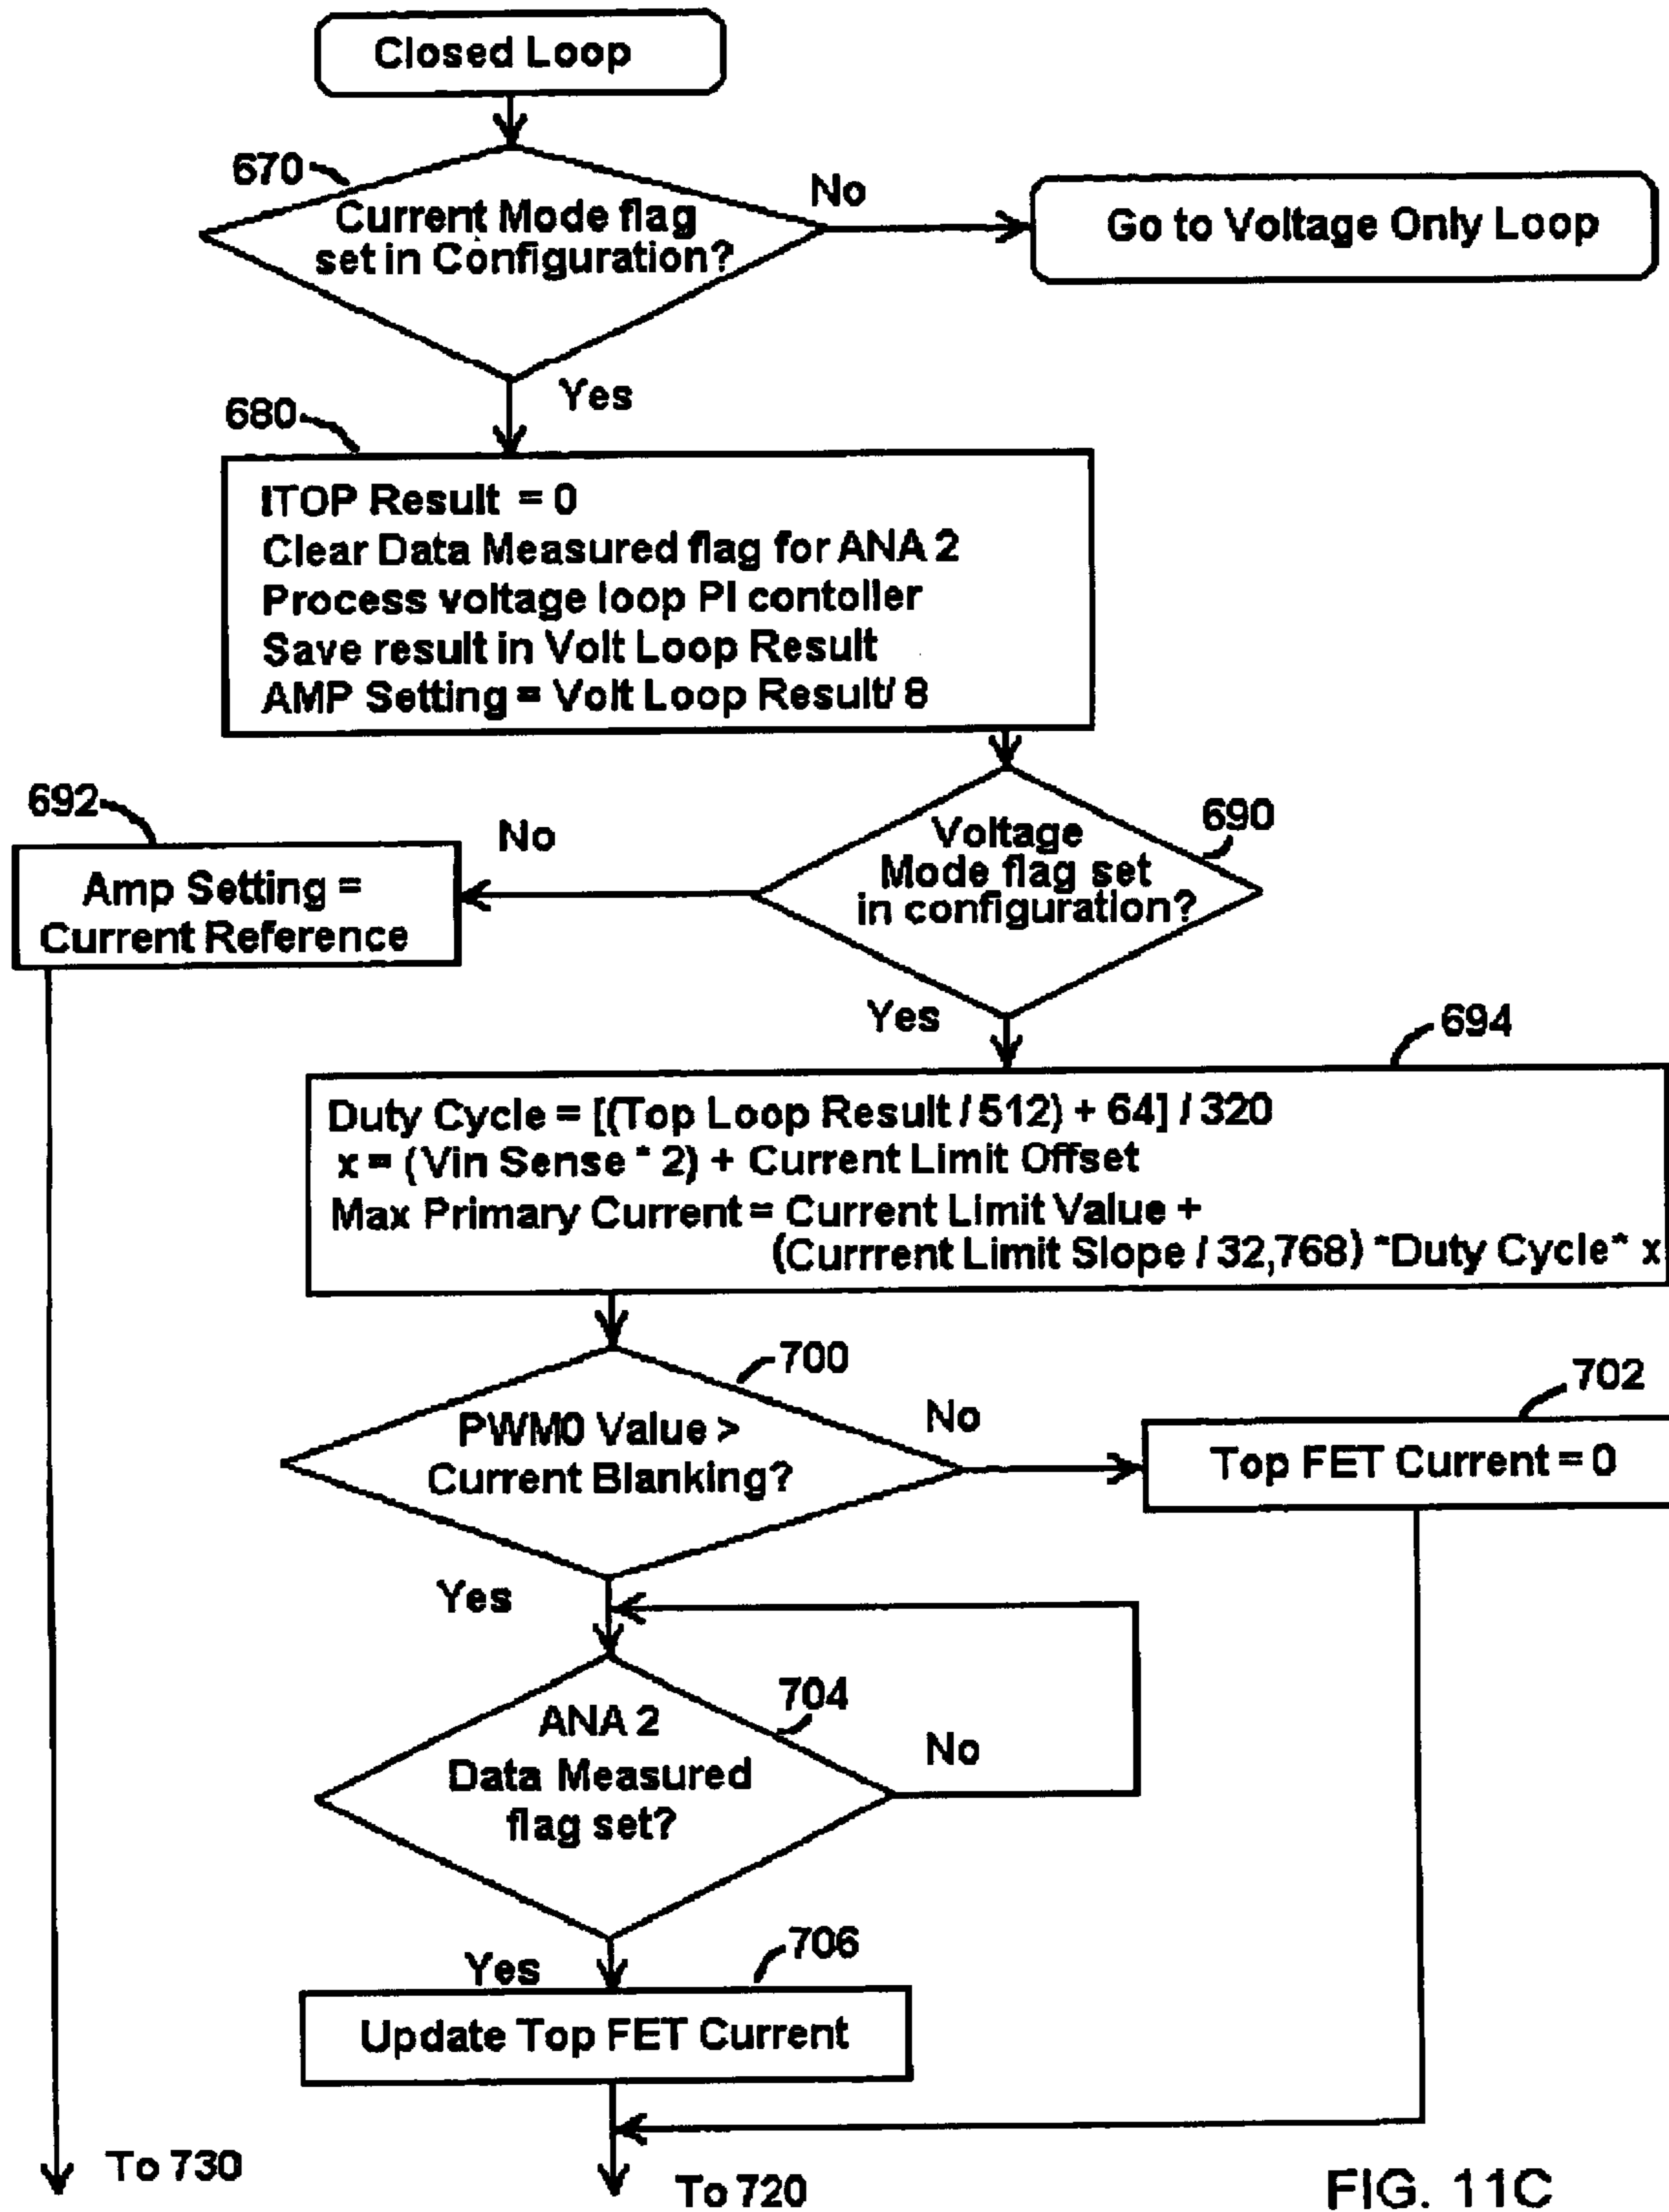 Closed Loop
670
Current Mode flag
set in Configuration?
No
Go to Voltage Only Loop
Yes
680
ITOP Result = 0
Clear Data Measured flag for ANA 2
Process voltage loop PI contoller
Save result in Volt Loop Result
AMP Setting = Volt Loop Result/ 8
692
No
690
Voltage
Mode flag set
in configuration?
Amp Setting =
Current Reference
Yes
694
Duty Cycle = [(Top Loop Result / 512) + 64] / 320
x = (Vin Sense * 2) + Current Limit Offset
Max Primary Current = Current Limit Value +
(Currrent Limit Slope / 32,768) *Duty Cycle* x
700
PWM0 Value >
Current Blanking?
No
702
Top FET Current = 0
Yes
704
ANA 2
Data Measured
flag set?
No
Yes
706
Update Top FET Current
To 730
To 720
FIG. 11C